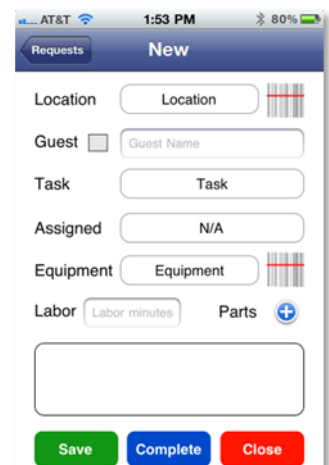 AT&T 1:53 PM 80%
Requests New
Location Location
Guest Guest Name
Task Task
Assigned N/A
Equipment Equipment
Labor Labor minutes Parts
Save Complete Close